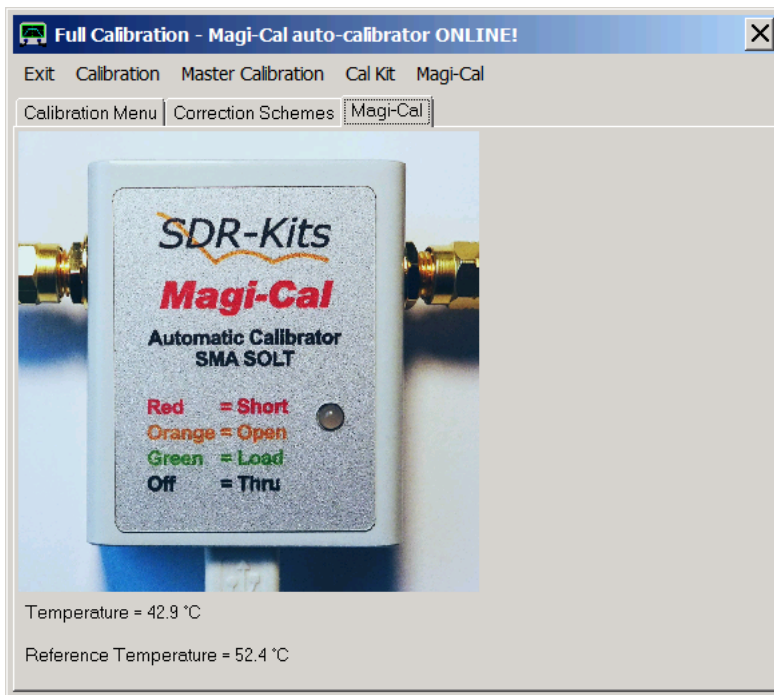 Full Calibration - Magi-Cal auto-calibrator ONLINE!
Exit Calibration Master Calibration Cal Kit Magi-Cal
Calibration Menu Correction Schemes Magi-Cal
SDR-Kits
Magi-Cal
Automatic Calibrator
SMA SOLT
Red = Short
Orange = Open
Green = Load
Off = Thru
Temperature = 42.9 °C
Reference Temperature = 52.4 °C